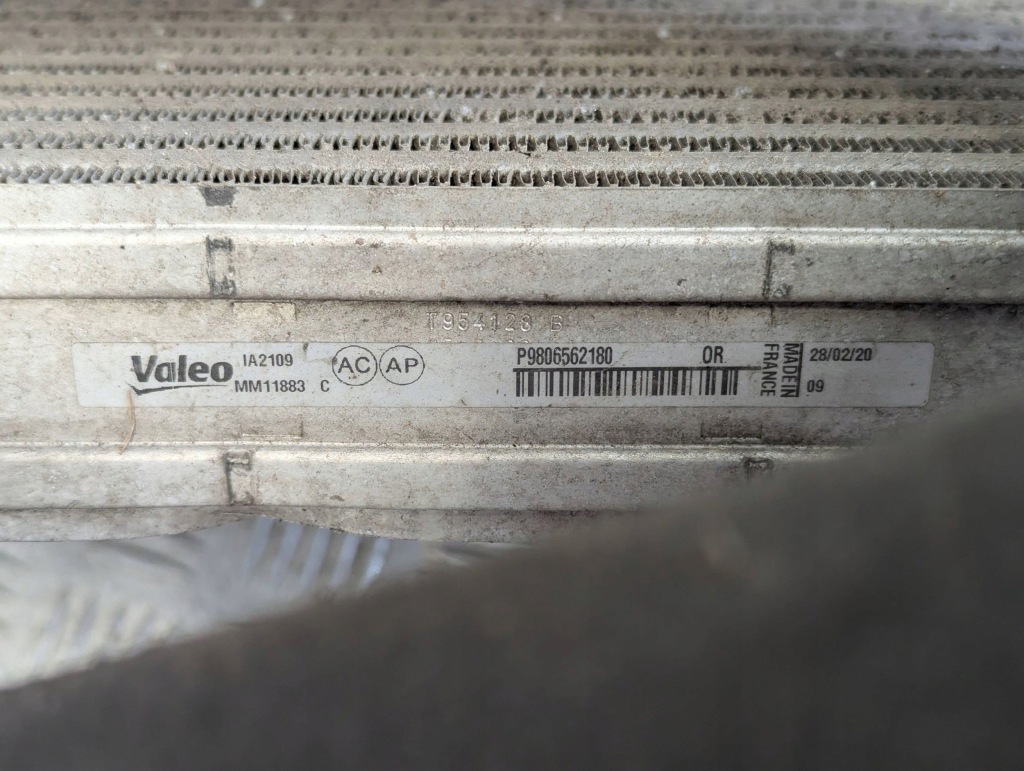 T954128 B
Valeo IA2109 AC AP P9806562180 OR MADE IN FRANCE 28/02/20
MM11883 C 09